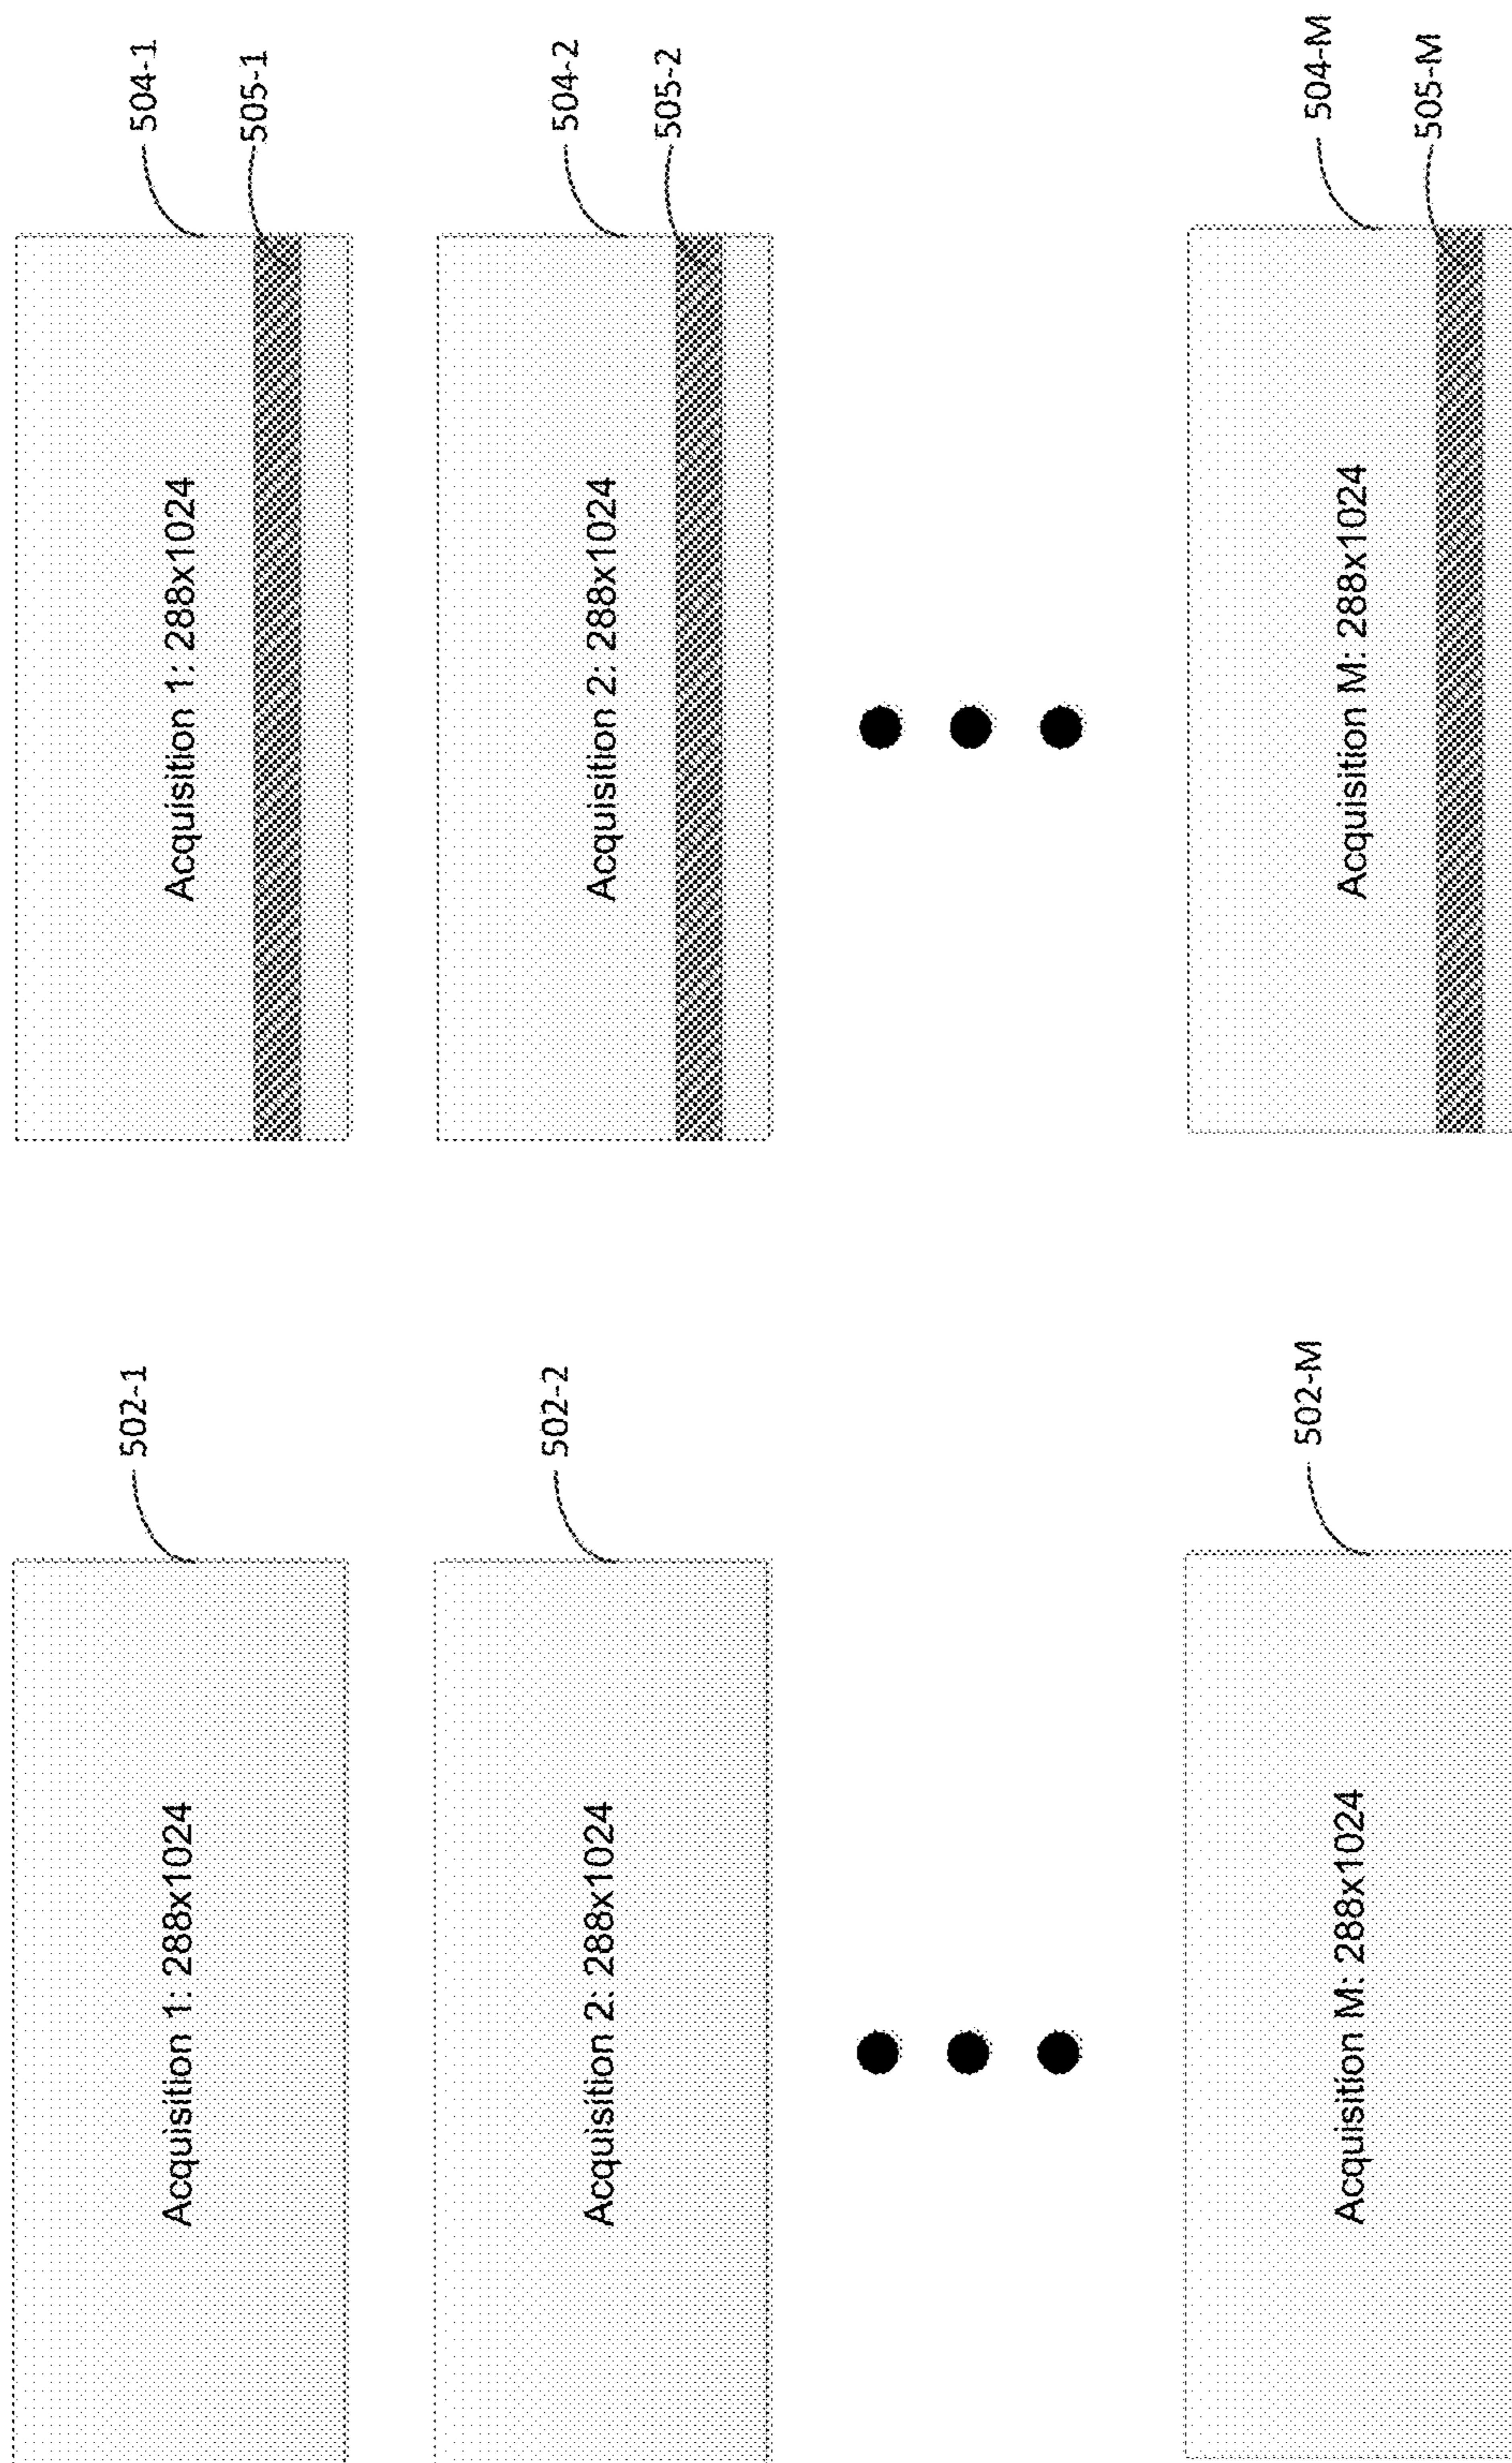 502-1
Acquisition 1: 288x1024
502-2
Acquisition 2: 288x1024
502-M
Acquisition M: 288x1024
504-1
Acquisition 1: 288x1024
505-1
504-2
Acquisition 2: 288x1024
505-2
504-M
Acquisition M: 288x1024
505-M